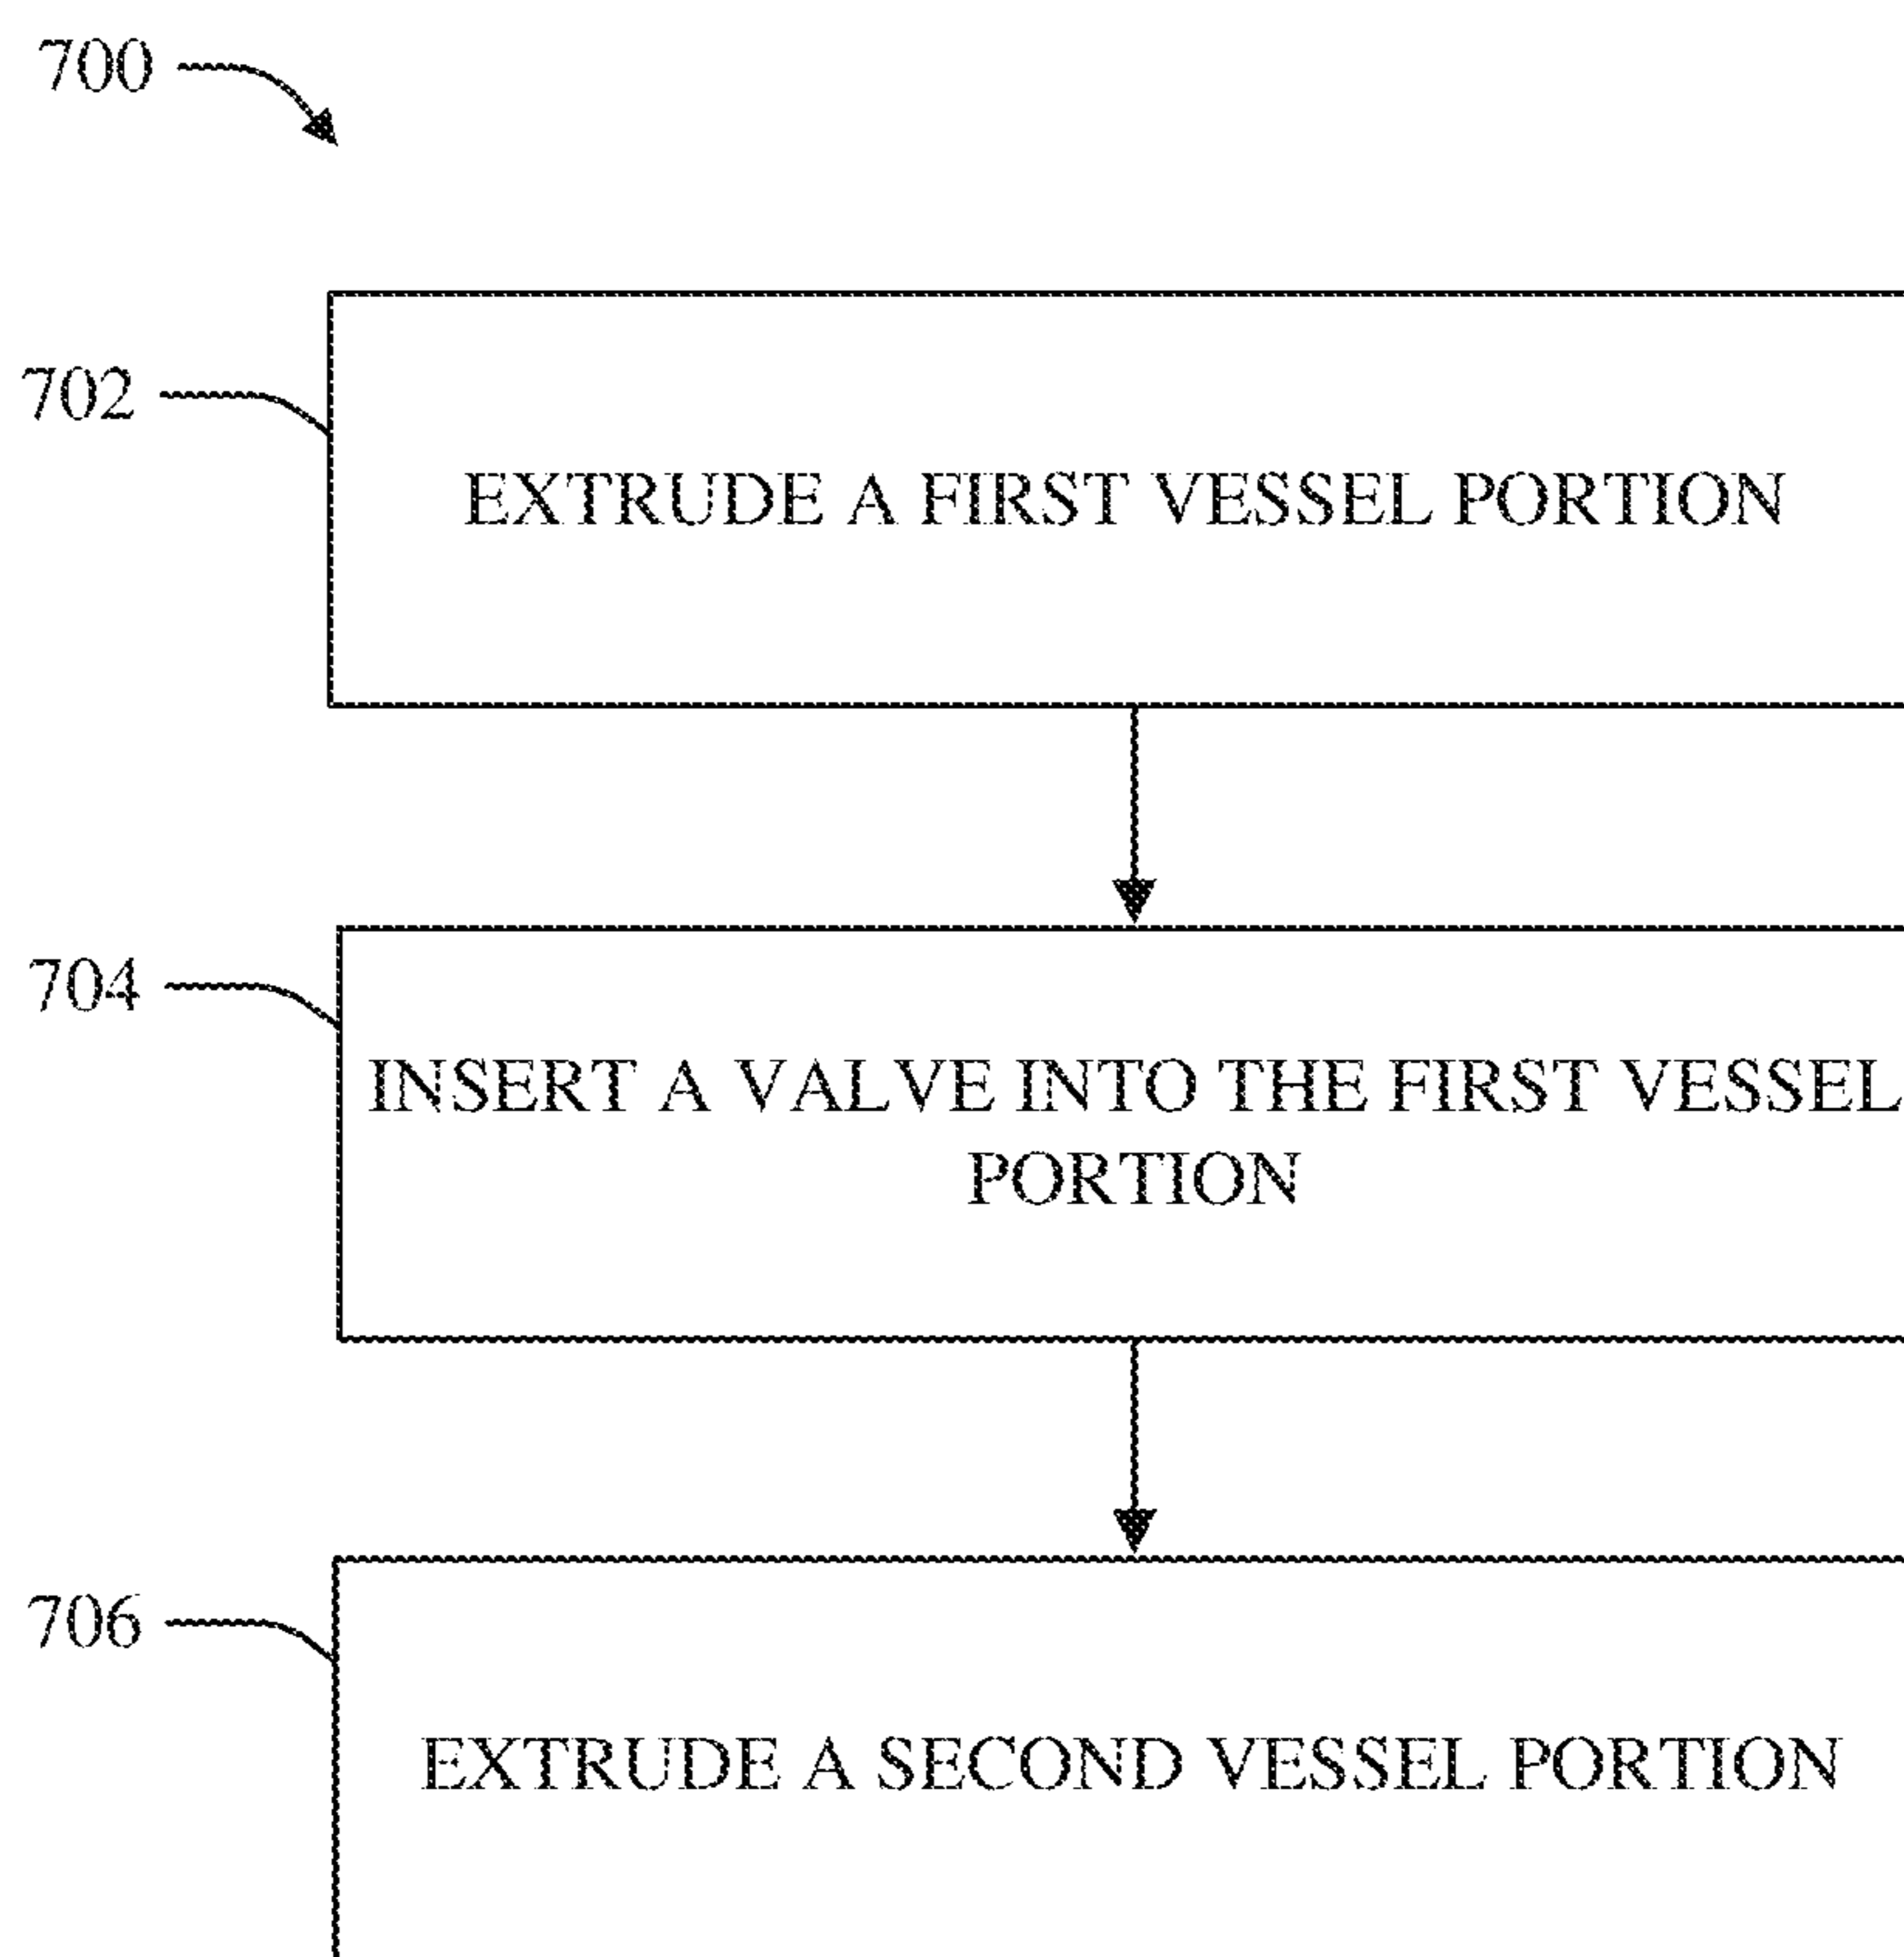 700
702
EXTRUDE A FIRST VESSEL PORTION
704
INSERT A VALVE INTO THE FIRST VESSEL
PORTION
706
EXTRUDE A SECOND VESSEL PORTION